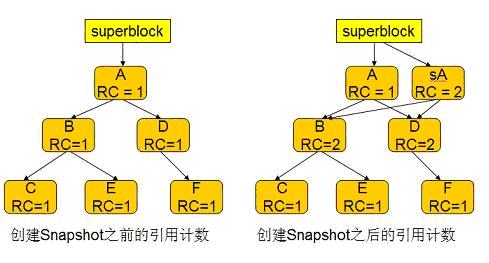 superblock
A
RC = 1
B
RC=1
D
RC=1
C
RC=1
E
RC=1
F
RC=1
创建Snapshot之前的引用计数
superblock
A
RC = 1
sA
RC = 2
B
RC=2
D
RC=2
C
RC=1
E
RC=1
F
RC=1
创建Snapshot之后的引用计数